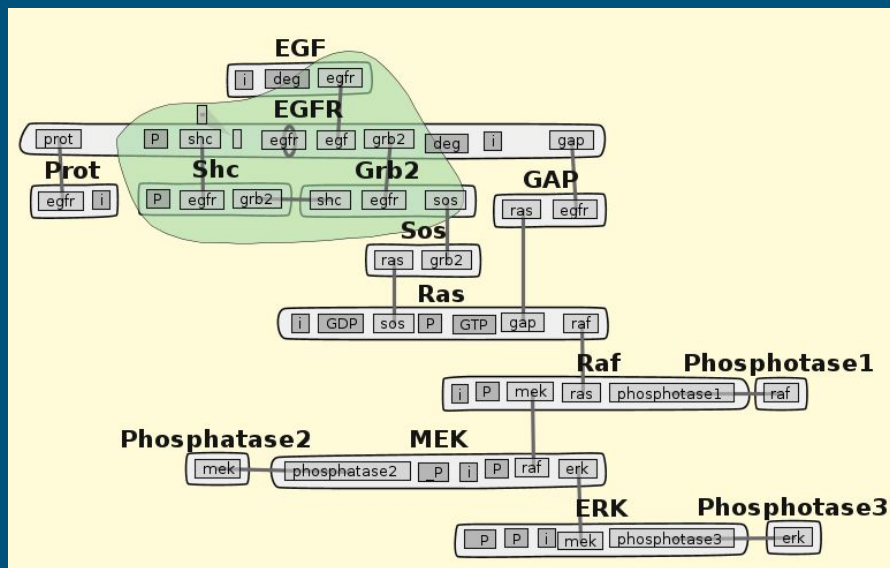 EGF
i deg egfr
EGFR
prot P shc egfr egf grb2 deg i gap
Prot Shc Grb2 GAP
egfr i P egfr grb2 shc egfr sos ras egfr
Sos
ras grb2
Ras
i GDP sos P GTP gap raf
Raf Phosphotase1
i P mek ras phosphotase1 raf
Phosphatase2 MEK
mek phosphatase2 _P i P raf erk
ERK Phosphotase3
P P i mek phosphotase3 erk